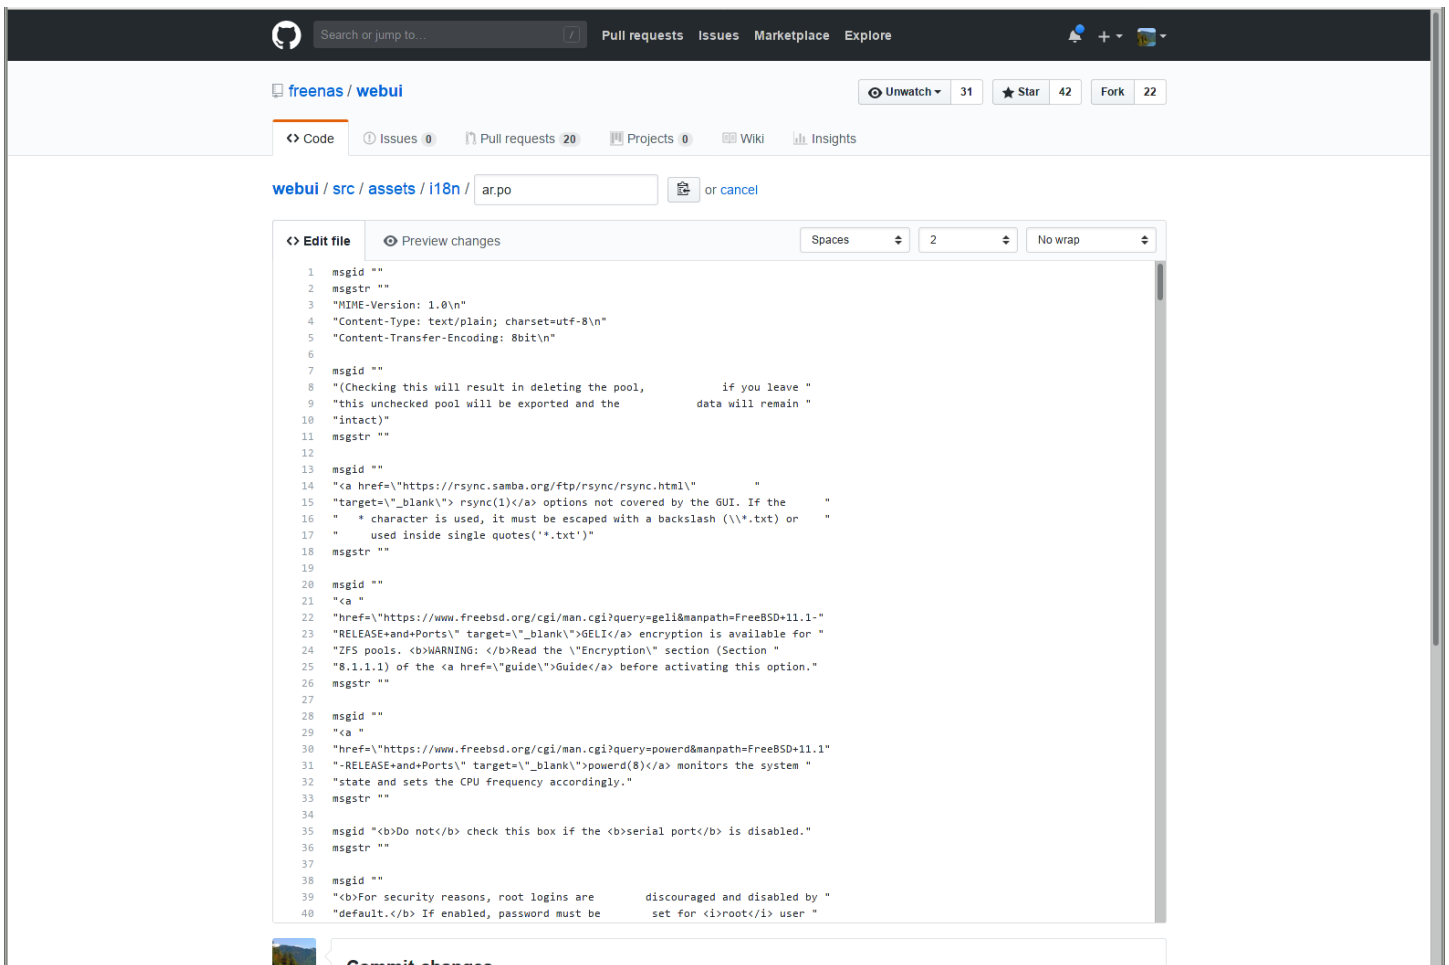 Search or jump to... /
Pull requests Issues Marketplace Explore
freenas / webui
Unwatch 31 Star 42 Fork 22
Code Issues 0 Pull requests 20 Projects 0 Wiki Insights
webui / src / assets / i18n / ar.po or cancel
Edit file Preview changes Spaces 2 No wrap
1 msgid ""
2 msgstr ""
3 "MIME-Version: 1.0\n"
4 "Content-Type: text/plain; charset=utf-8\n"
5 "Content-Transfer-Encoding: 8bit\n"
6
7 msgid ""
8 "(Checking this will result in deleting the pool,            if you leave "
9 "this unchecked pool will be exported and the            data will remain "
10 "intact)"
11 msgstr ""
12
13 msgid ""
14 "<a href=\"https://rsync.samba.org/ftp/rsync/rsync.html\"         "
15 "target=\"_blank\"> rsync(1)</a> options not covered by the GUI. If the      "
16 "   * character is used, it must be escaped with a backslash (\\*.txt) or    "
17 "     used inside single quotes('*.txt')"
18 msgstr ""
19
20 msgid ""
21 "<a "
22 "href=\"https://www.freebsd.org/cgi/man.cgi?query=geli&manpath=FreeBSD+11.1-"
23 "RELEASE+and+Ports\" target=\"_blank\">GELI</a> encryption is available for "
24 "ZFS pools. <b>WARNING: </b>Read the \"Encryption\" section (Section "
25 "8.1.1.1) of the <a href=\"guide\">Guide</a> before activating this option."
26 msgstr ""
27
28 msgid ""
29 "<a "
30 "href=\"https://www.freebsd.org/cgi/man.cgi?query=powerd&manpath=FreeBSD+11.1"
31 "-RELEASE+and+Ports\" target=\"_blank\">powerd(8)</a> monitors the system "
32 "state and sets the CPU frequency accordingly."
33 msgstr ""
34
35 msgid "<b>Do not</b> check this box if the <b>serial port</b> is disabled."
36 msgstr ""
37
38 msgid ""
39 "<b>For security reasons, root logins are        discouraged and disabled by "
40 "default.</b> If enabled, password must be        set for <i>root</i> user "
Commit changes